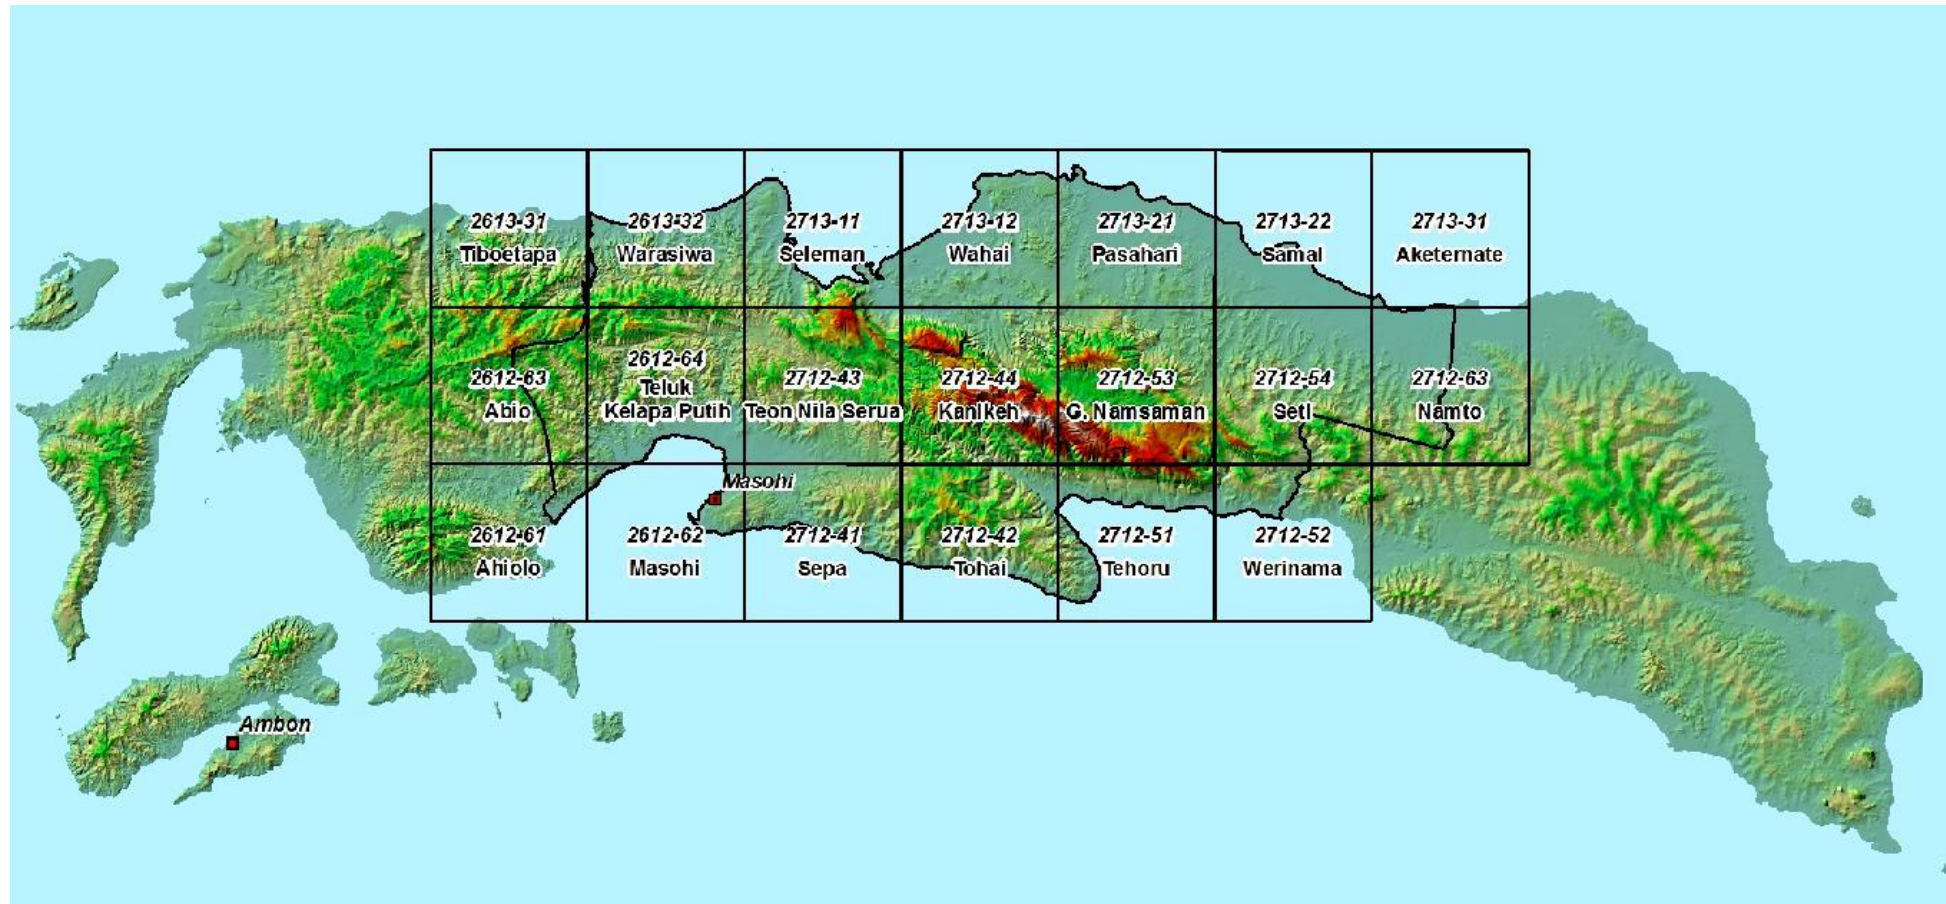 2613-31
Tiboetapa
2613-32
Warasiwa
2713-11
Seleman
2713-12
Wahai
2713-21
Pasahari
2713-22
Samal
2713-31
Aketemate
2612-63
Abio
2612-64
Teluk
Kelapa Putih
2712-43
Teon Nila Serua
2712-44
Kanikeh
2712-53
G. Namsaman
2712-54
Seti
2712-63
Namto
Masohi
2612-61
Ahiolo
2612-62
Masohi
2712-41
Sepa
2712-42
Tohai
2712-51
Tehoru
2712-52
Werinama
Ambon